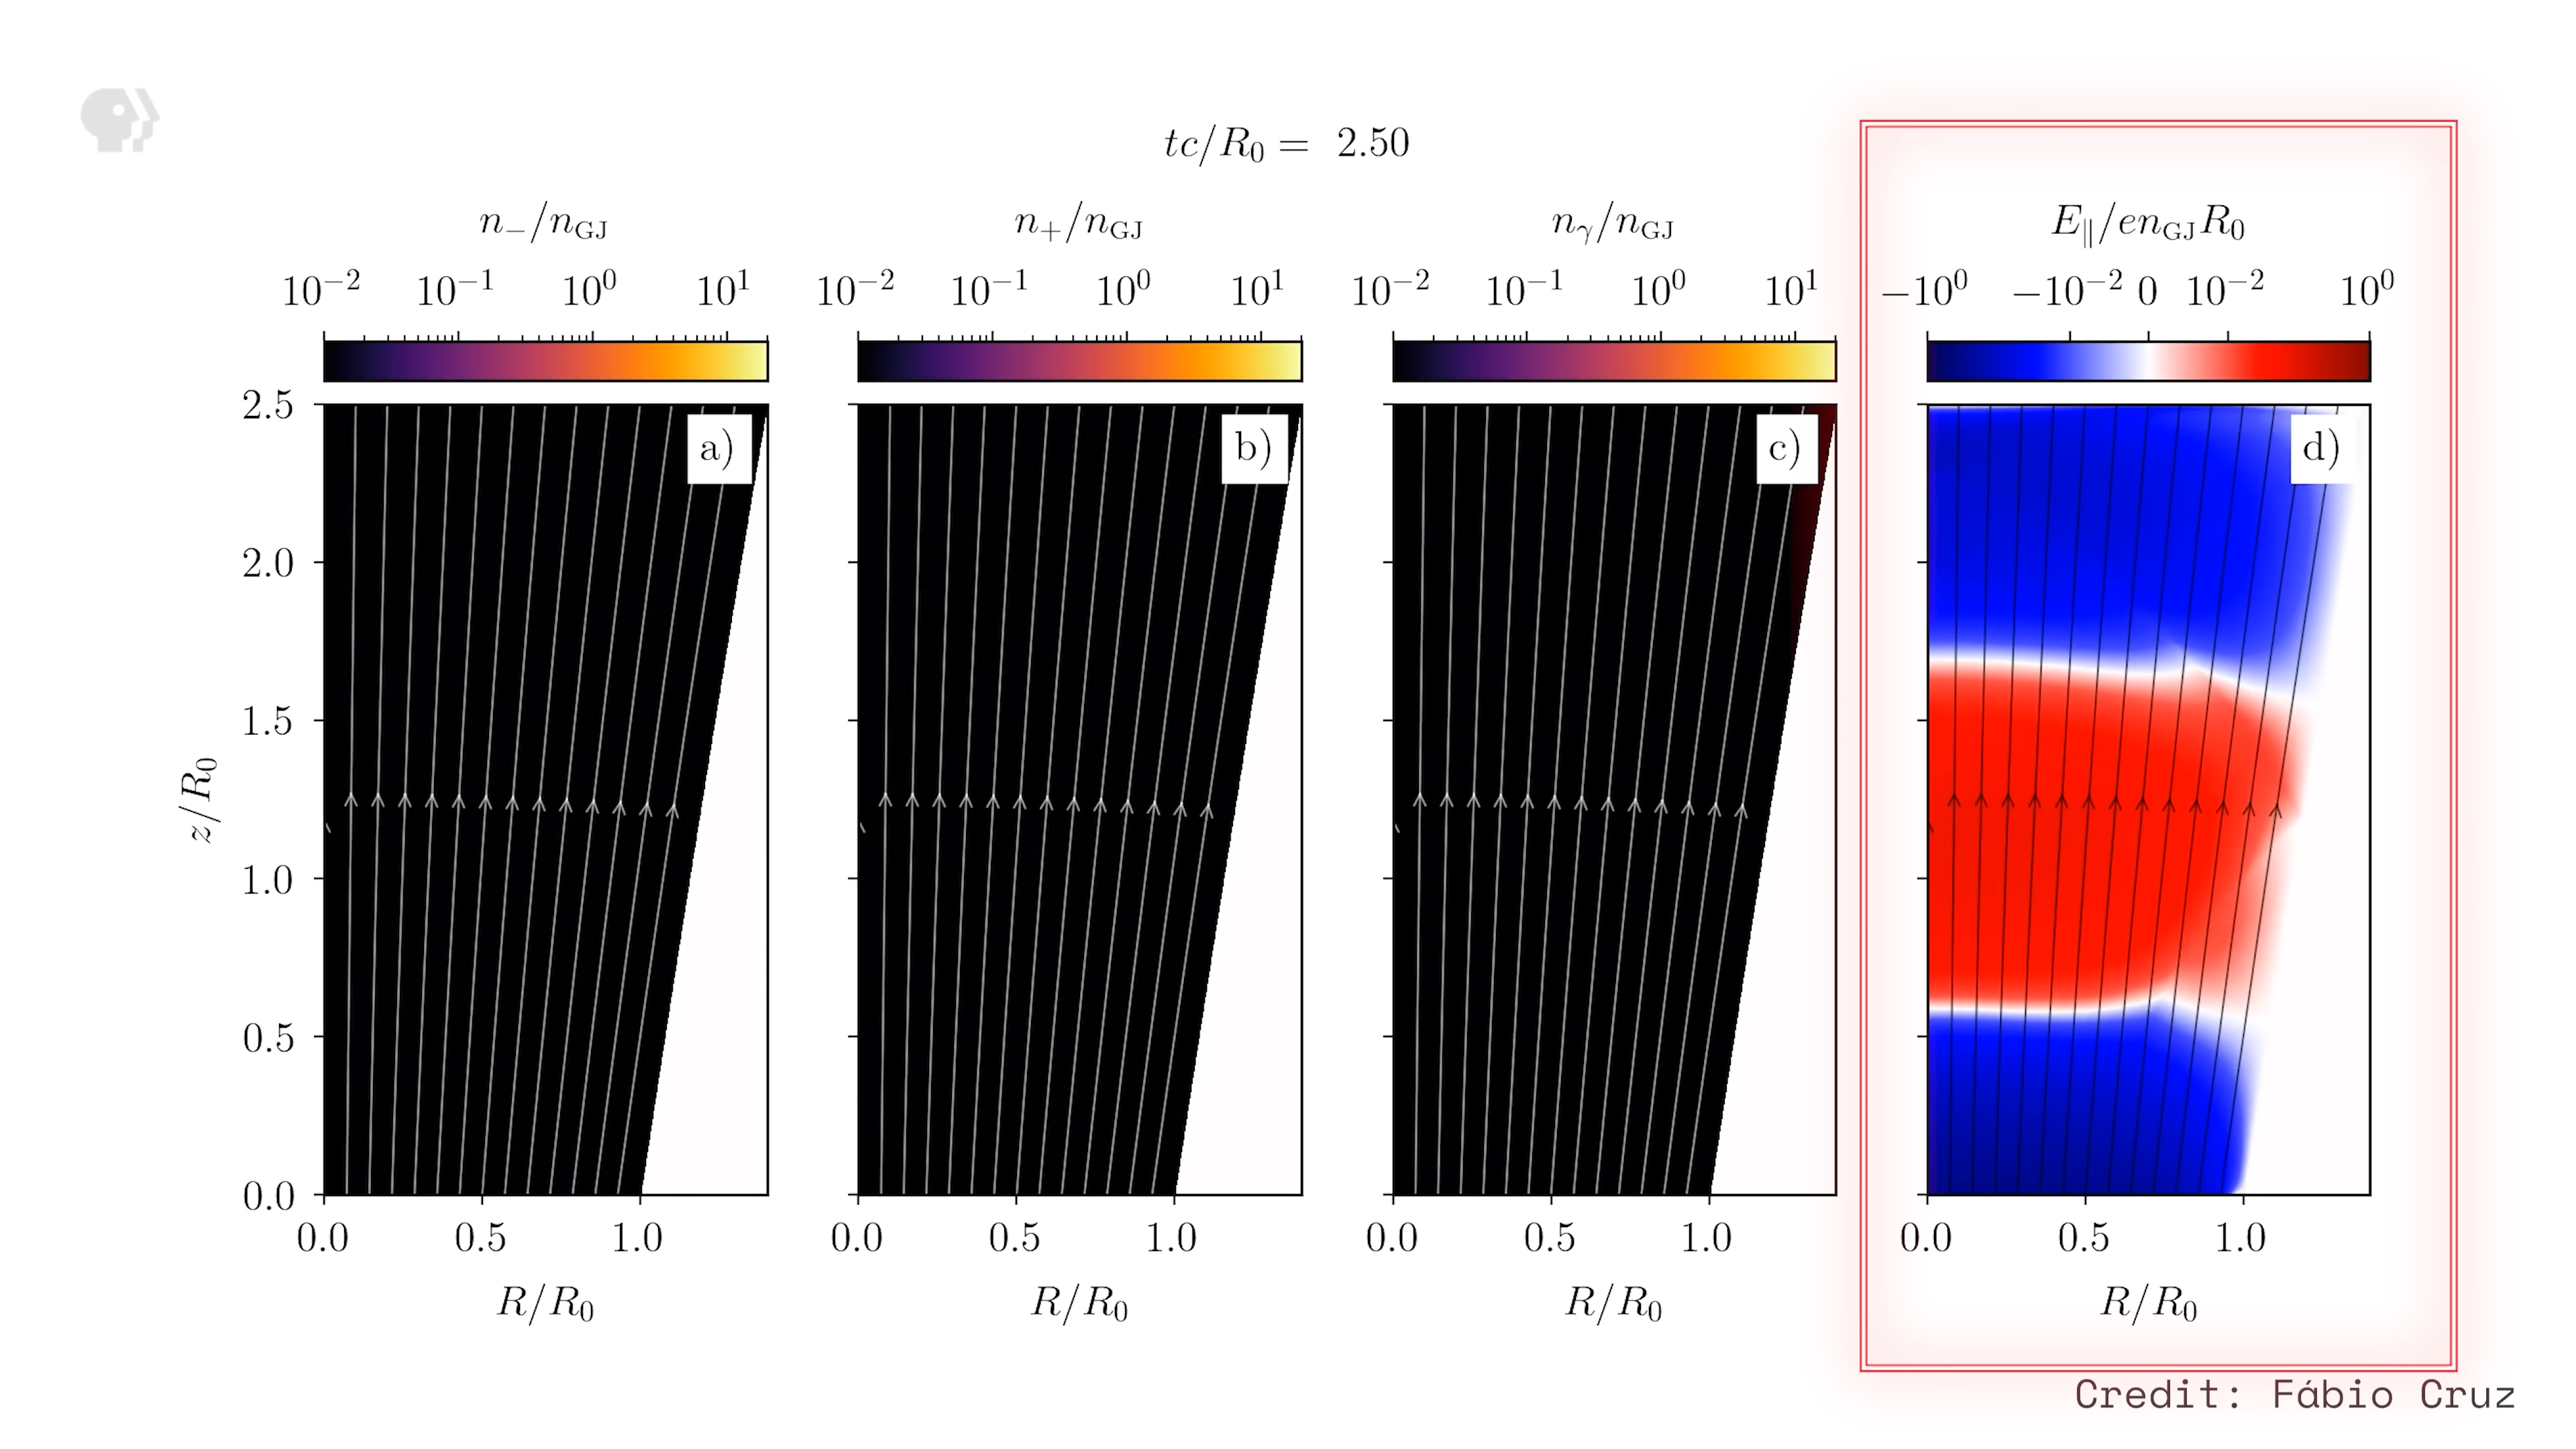 tc/R₀ = 2.50
n₋/n_GJ
n₊/n_GJ
n_γ/n_GJ
E_∥/en_GJR₀
10⁻² 10⁻¹ 10⁰ 10¹
10⁻² 10⁻¹ 10⁰ 10¹
10⁻² 10⁻¹ 10⁰ 10¹
−10⁰ −10⁻² 0 10⁻² 10⁰
a)
b)
c)
d)
2.5
2.0
1.5
1.0
0.5
0.0
z/R₀
0.0 0.5 1.0
0.0 0.5 1.0
0.0 0.5 1.0
0.0 0.5 1.0
R/R₀
R/R₀
R/R₀
R/R₀
Credit: Fábio Cruz